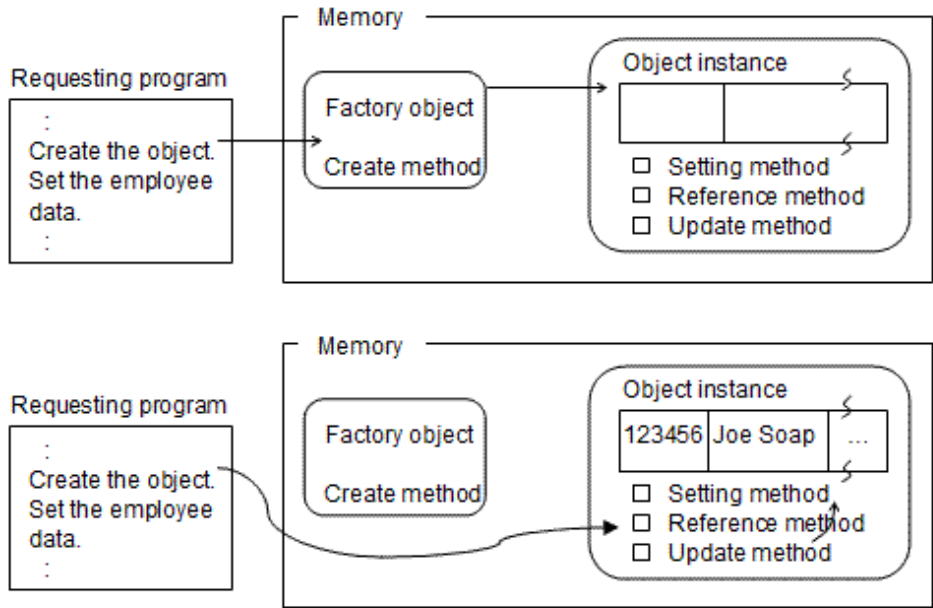 Memory
Requesting program
:
Create the object.
Set the employee
data.
:
Factory object
Create method
Object instance
Setting method
Reference method
Update method
Memory
Requesting program
:
Create the object.
Set the employee
data.
:
Factory object
Create method
Object instance
123456 Joe Soap ...
Setting method
Reference method
Update method